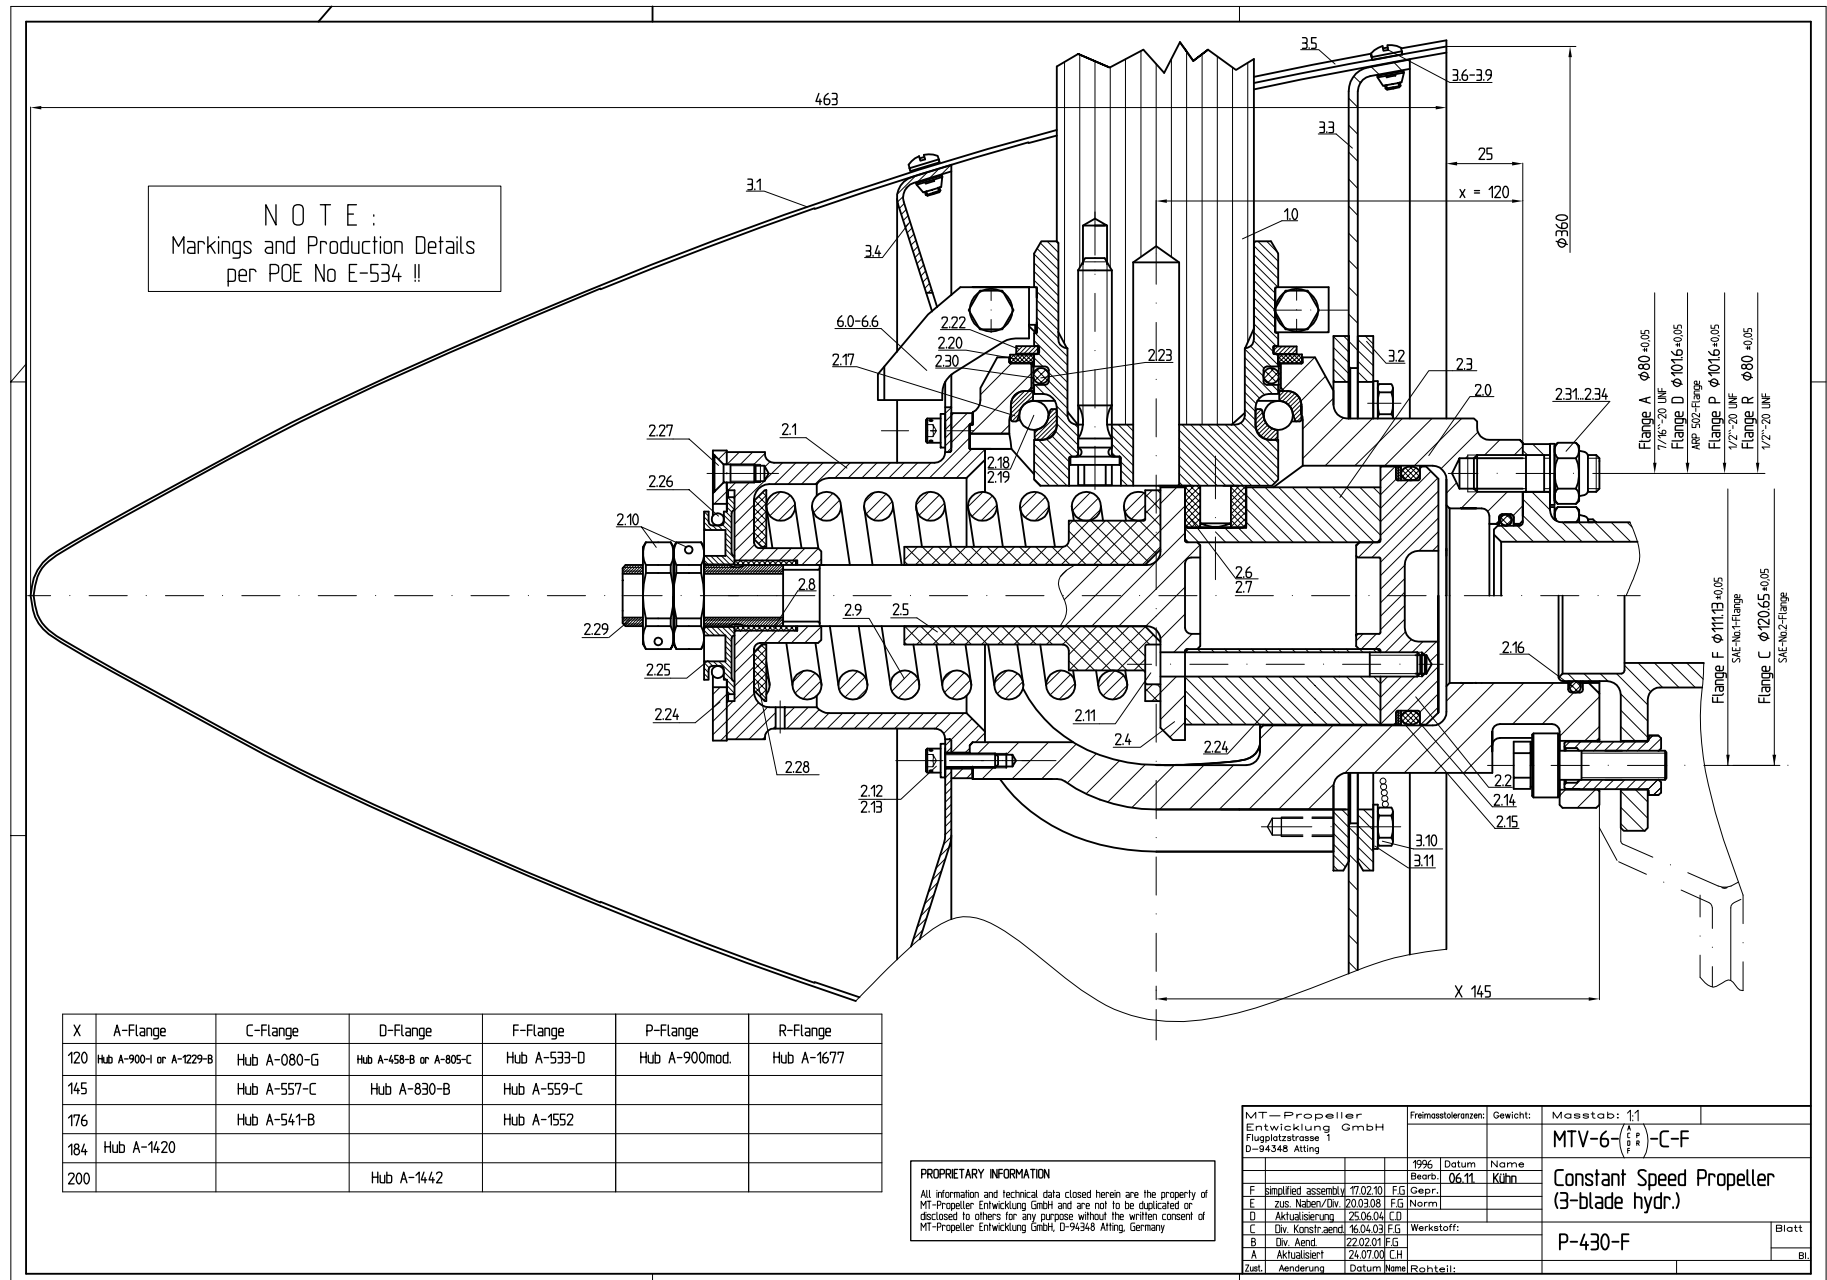 463
3.5
3.6-3.9
3.3
25
x = 120
Φ360
3.1
N O T E :
Markings and Production Details
per POE No E-534 !!
3.4
1.0
6.0-6.6
2.22
2.20
2.17
2.30
2.23
3.2
2.3
2.0
2.31...2.34
Flange A Φ80 ±0,05
7/16"-20 UNF
Flange D Φ101.6 ±0,05
ARP 502-Flange
Flange P Φ101.6 ±0,05
1/2"-20 UNF
Flange R Φ80 ±0,05
1/2"-20 UNF
2.27
2.1
2.18
2.19
2.26
2.10
2.8
2.9
2.5
2.6
2.7
2.29
2.25
2.24
2.28
2.11
2.4
2.24
2.16
Flange F Φ111.13 ±0,05
SAE-No.1-Flange
Flange C Φ120.65 ±0,05
SAE-No.2-Flange
2.12
2.13
2.2
2.14
2.15
3.10
3.11
X 145
X A-Flange C-Flange D-Flange F-Flange P-Flange R-Flange
120 Hub A-900-I or A-1229-B Hub A-080-G Hub A-458-B or A-805-C Hub A-533-D Hub A-900mod. Hub A-1677
145 Hub A-557-C Hub A-830-B Hub A-559-C
176 Hub A-541-B Hub A-1552
184 Hub A-1420
200 Hub A-1442
PROPRIETARY INFORMATION
All information and technical data closed herein are the property of
MT-Propeller Entwicklung GmbH and are not to be duplicated or
disclosed to others for any purpose without the written consent of
MT-Propeller Entwicklung GmbH, D-94348 Atting, Germany
MT-Propeller
Entwicklung GmbH
Flugplatzstrasse 1
D-94348 Atting
Freimasstoleranzen: Gewicht: Masstab: 1:1
MTV-6-(A C D F P R)-C-F
1996 Datum Name
Bearb. 06.11. Kühn
Gepr.
Norm
Constant Speed Propeller
(3-blade hydr.)
F simplified assembly 17.02.10 F.G
E zus. Naben/Div. 20.03.08 F.G
D Aktualisierung 25.06.04 C.D
C Div. Konstr.aend. 16.04.03 F.G
B Div. Aend. 22.02.01 F.G
A Aktualisiert 24.07.00 C.H
Zust. Aenderung Datum Name
Werkstoff:
Rohteil:
P-430-F
Blatt
Bl.